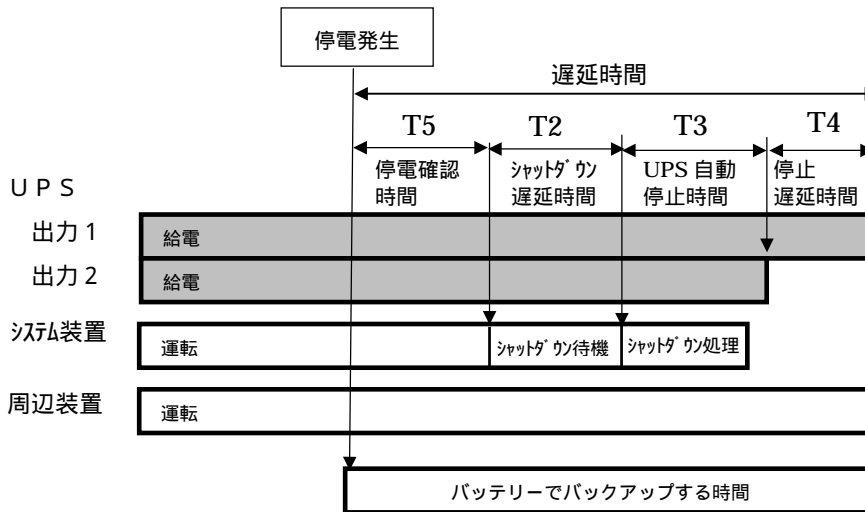 停電発生
遅延時間
T5 T2 T3 T4
停電確認 ｼｬｯﾄﾀﾞｳﾝ UPS 自動 停止
時間 遅延時間 停止時間 遅延時間
ＵＰＳ
出力１ 給電
出力２ 給電
ｼｽﾃﾑ装置 運転 ｼｬｯﾄﾀﾞｳﾝ待機 ｼｬｯﾄﾀﾞｳﾝ処理
周辺装置 運転
バッテリーでバックアップする時間